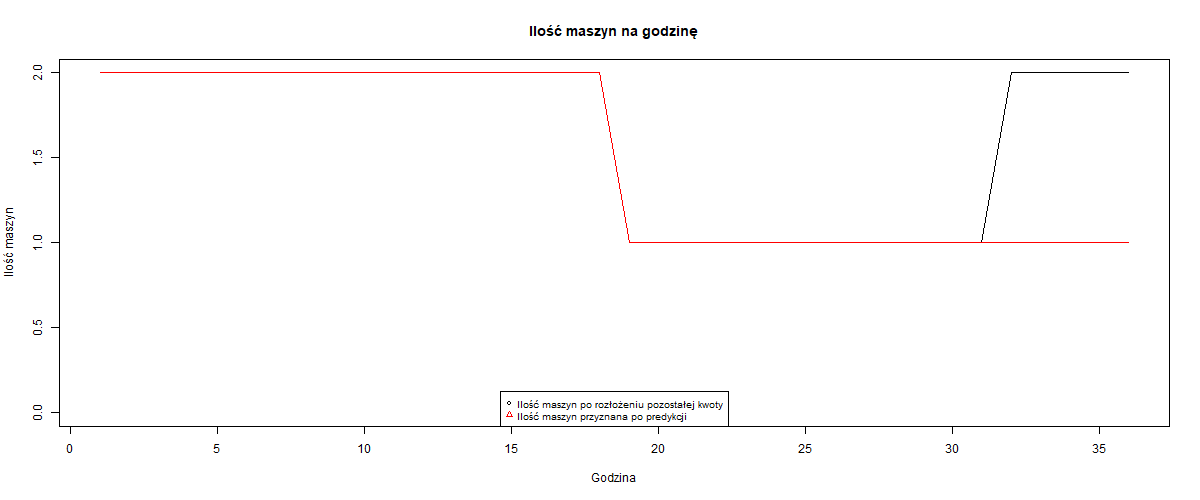 Ilość maszyn na godzinę
Ilość maszyn
2.0
1.5
1.0
0.5
0.0
Ilość maszyn po rozłożeniu pozostałej kwoty
Ilość maszyn przyznana po predykcji
0 5 10 15 20 25 30 35
Godzina